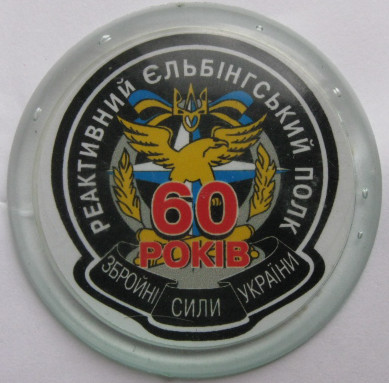 РЕАКТИВНИЙ ЄЛЬБІНГСЬКИЙ ПОЛК
60
РОКІВ
ЗБРОЙНІ СИЛИ УКРАЇНИ